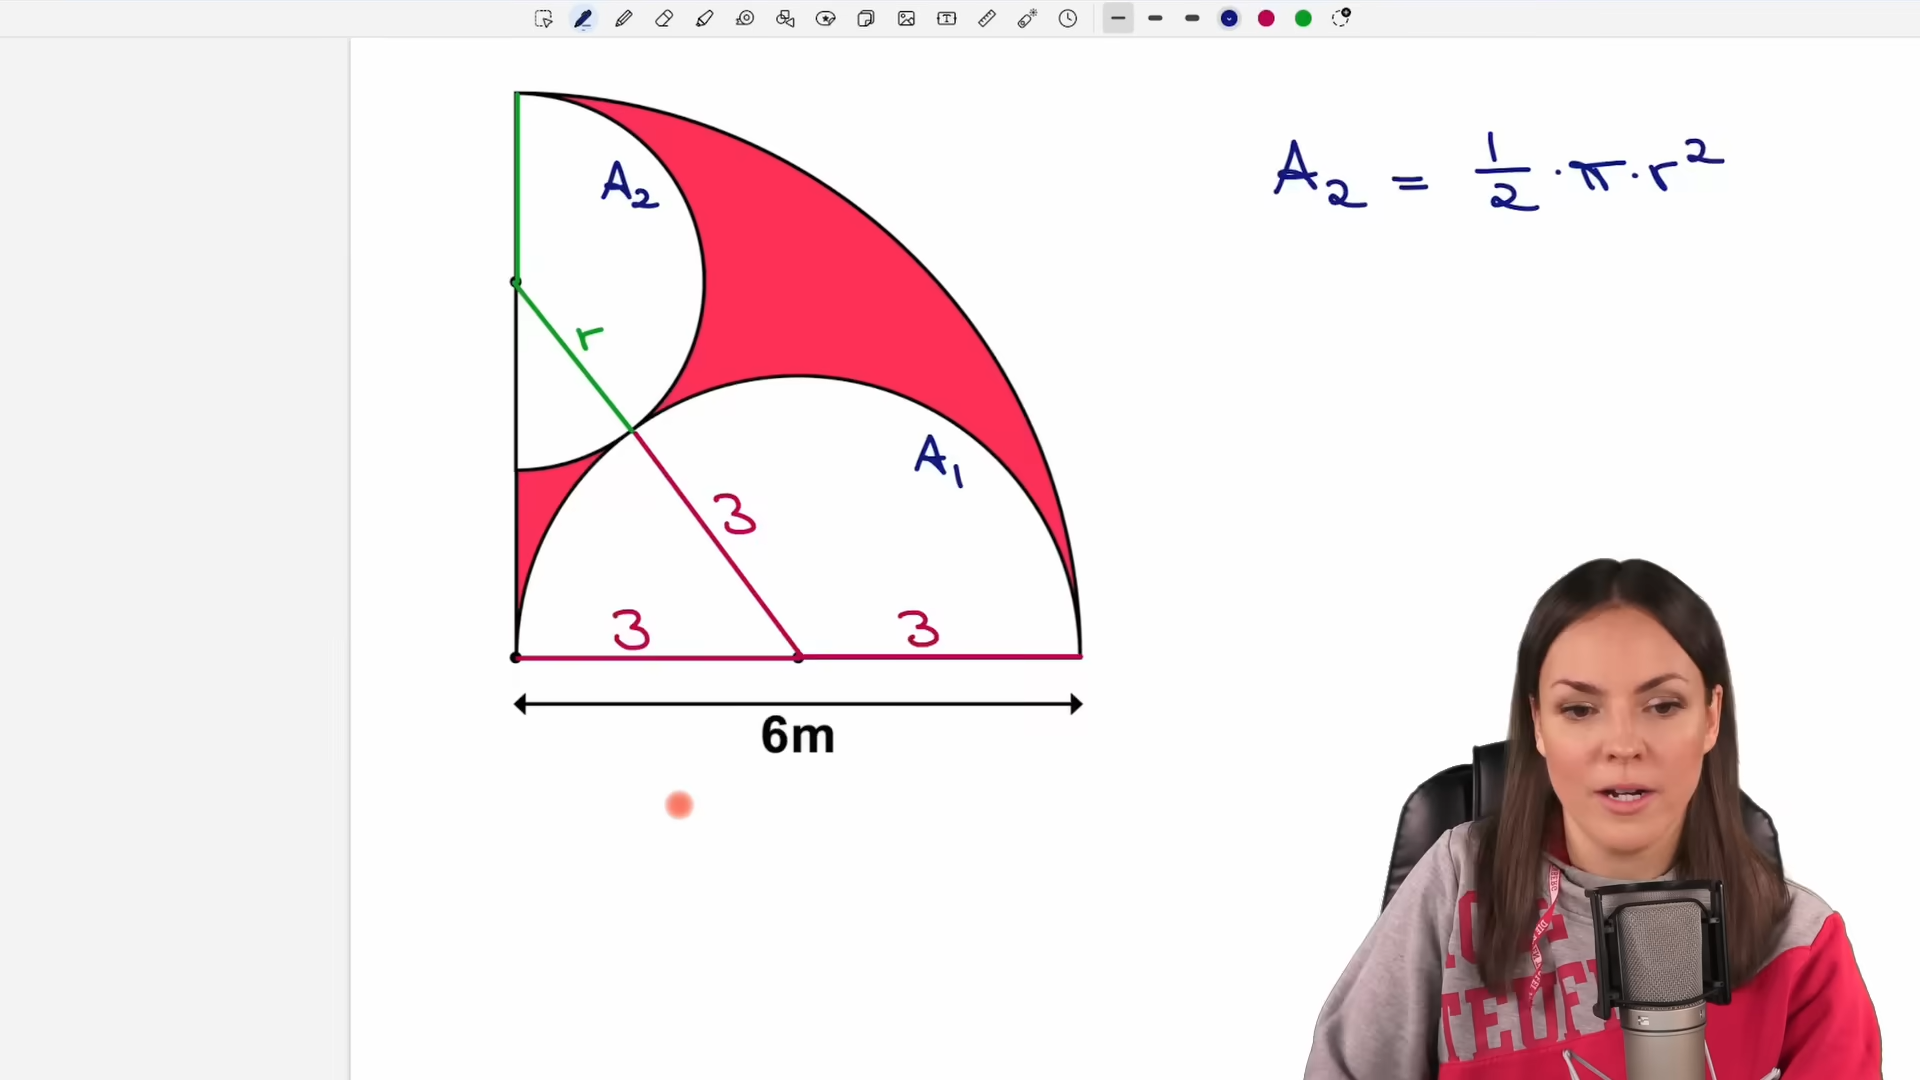 A₂ = 1/2 · π · r²
A₂
r
A₁
3
3
3
6m